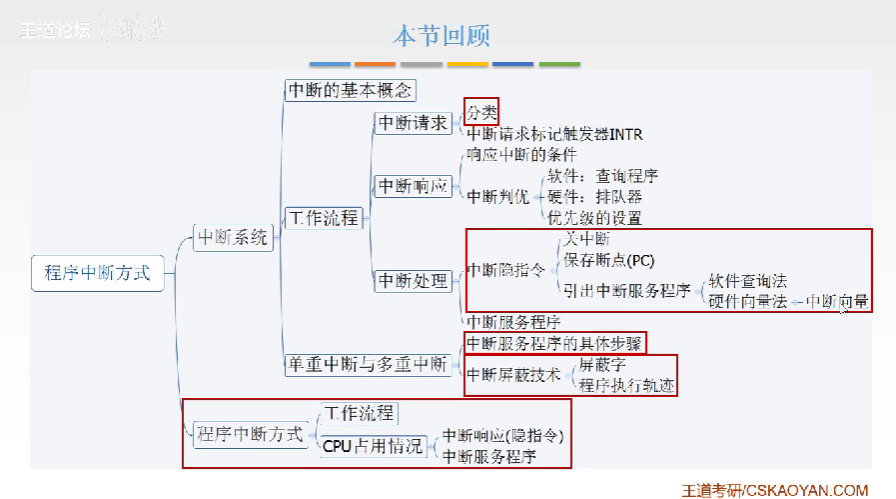 王道论坛
本节回顾
中断的基本概念
分类
中断请求
中断请求标记触发器INTR
响应中断的条件
软件：查询程序
中断响应
中断判优
硬件：排队器
优先级的设置
工作流程
中断系统
关中断
保存断点(PC)
程序中断方式
中断处理
中断隐指令
引出中断服务程序
软件查询法
硬件向量法
中断向量
中断服务程序
中断服务程序的具体步骤
单重中断与多重中断
中断屏蔽技术
屏蔽字
程序执行轨迹
工作流程
程序中断方式
CPU占用情况
中断响应(隐指令)
中断服务程序
王道考研/CSKAOYAN.COM